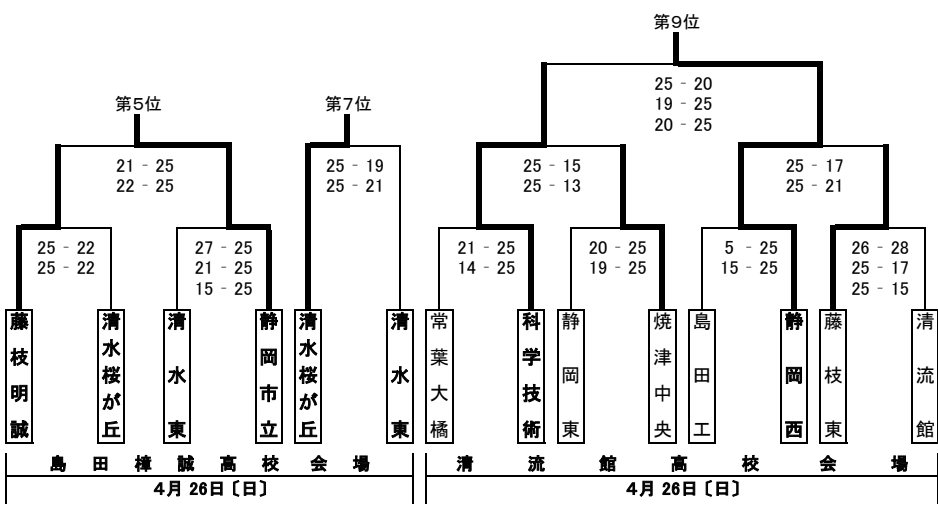 第9位
25 - 20
19 - 25
20 - 25
第5位
第7位
21 - 25
22 - 25
25 - 19
25 - 21
25 - 15
25 - 13
25 - 17
25 - 21
25 - 22
25 - 22
27 - 25
21 - 25
15 - 25
21 - 25
14 - 25
20 - 25
19 - 25
5 - 25
15 - 25
26 - 28
25 - 17
25 - 15
藤枝明誠
清水桜が丘
清水東
静岡市立
清水桜が丘
清水東
常葉大橘
科学技術
静岡東
焼津中央
島田工
静岡西
藤枝東
清流館
島田樟誠高校会場
清流館高校会場
4月 26日〔日〕
4月 26日〔日〕